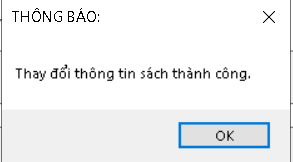 THÔNG BÁO:
Thay đổi thông tin sách thành công.
OK